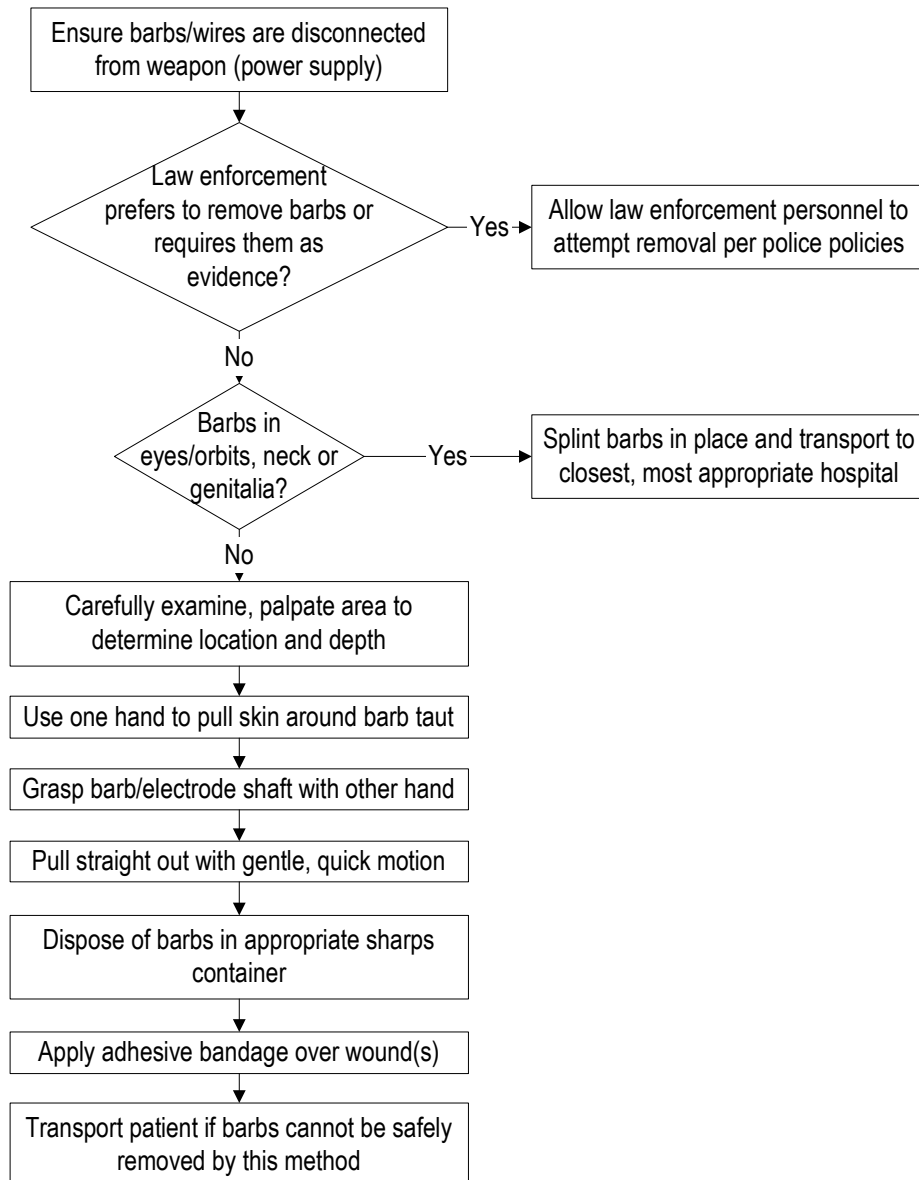 Ensure barbs/wires are disconnected
from weapon (power supply)
Law enforcement
prefers to remove barbs or
requires them as
evidence?
Yes
Allow law enforcement personnel to
attempt removal per police policies
No
Barbs in
eyes/orbits, neck or
genitalia?
Yes
Splint barbs in place and transport to
closest, most appropriate hospital
No
Carefully examine, palpate area to
determine location and depth
Use one hand to pull skin around barb taut
Grasp barb/electrode shaft with other hand
Pull straight out with gentle, quick motion
Dispose of barbs in appropriate sharps
container
Apply adhesive bandage over wound(s)
Transport patient if barbs cannot be safely
removed by this method